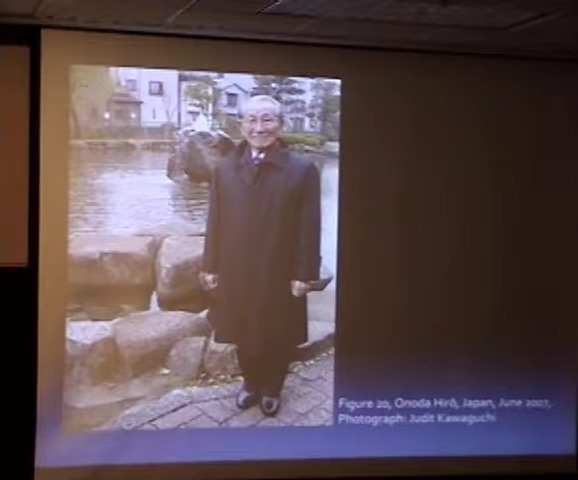 Figure 20, Onoda Hirō, Japan, June 2007,
Photograph: Judit Kawaguchi